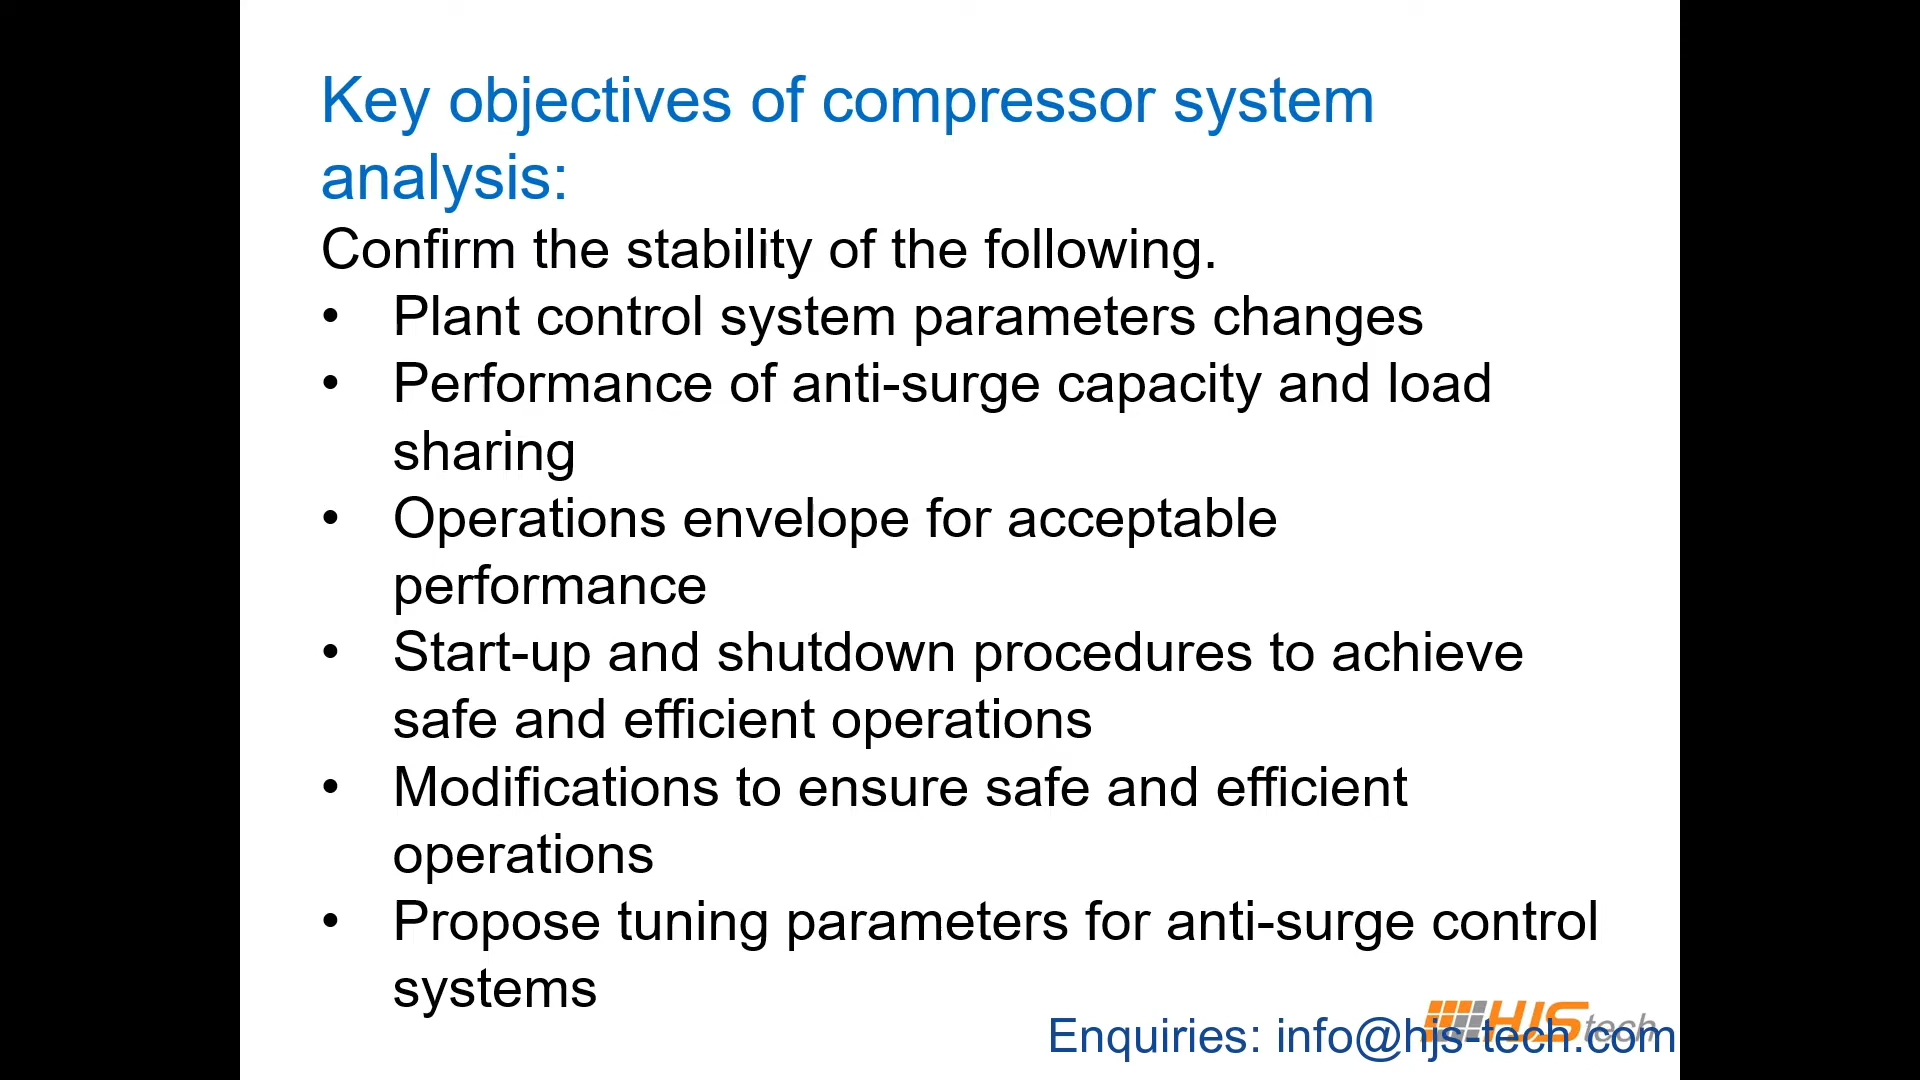 Key objectives of compressor system
analysis:
Confirm the stability of the following.
• Plant control system parameters changes
• Performance of anti-surge capacity and load
sharing
• Operations envelope for acceptable
performance
• Start-up and shutdown procedures to achieve
safe and efficient operations
• Modifications to ensure safe and efficient
operations
• Propose tuning parameters for anti-surge control
systems
HJS tech
Enquiries: info@hjs-tech.com